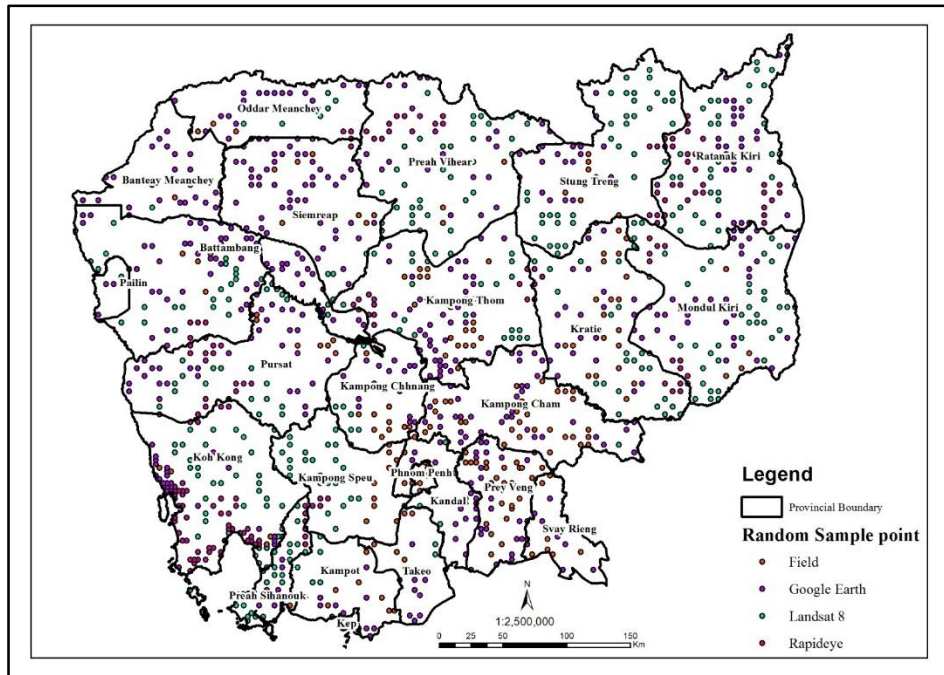 Oddar Meanchey
Preah Vihear
Ratanak Kiri
Stung Treng
Banteay Meanchey
Siemreap
Battambang
Pailin
Kampong Thom
Mondul Kiri
Kratie
Pursat
Kampong Chhnang
Kampong Cham
Koh Kong
Kampong Speu
Phnom Penh
Prey Veng
Kandal
Svay Rieng
Kampot
Takeo
Preah Sihanouk
Kep
N
1:2,500,000
0 25 50 100 150
Km
Legend
Provincial Boundary
Random Sample point
Field
Google Earth
Landsat 8
Rapideye